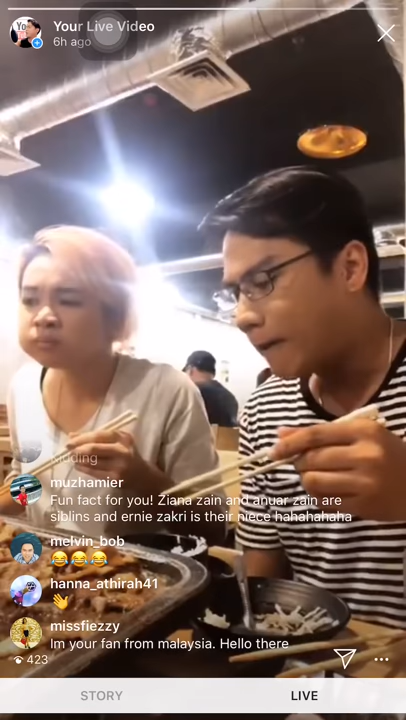 Your Live Video
6h ago
kidding
muzhamier
Fun fact for you! Ziana zain and anuar zain are
siblins and ernie zakri is their niece hahahahaha
melvin_bob
😂😂😂
hanna_athirah41
👋
missfiezzy
Im your fan from malaysia. Hello there
423
STORY
LIVE